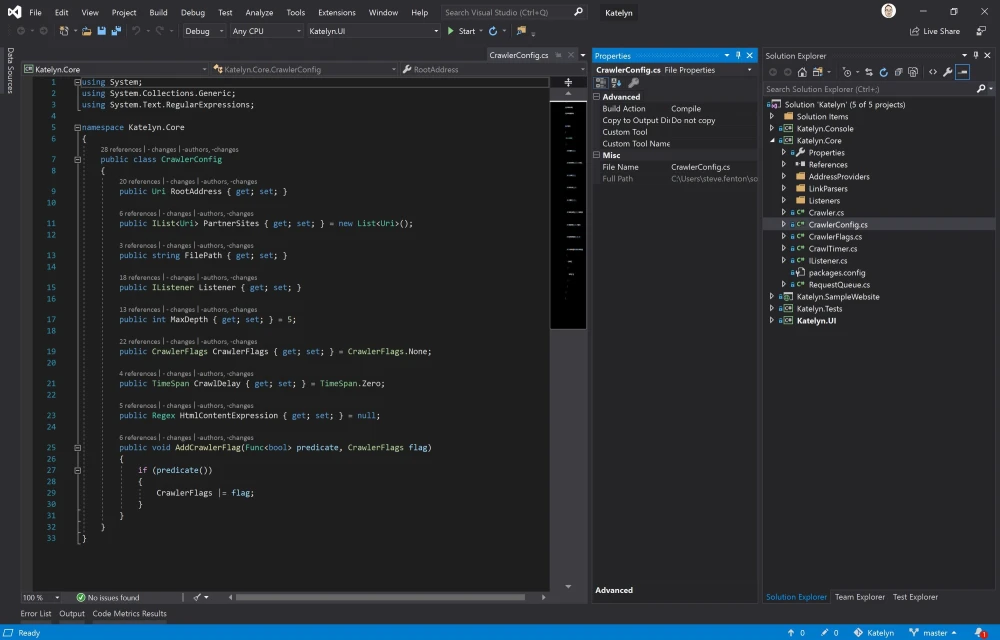 File Edit View Project Build Debug Test Analyze Tools Extensions Window Help Search Visual Studio (Ctrl+Q) Katelyn
Debug Any CPU Katelyn.UI Start Live Share
Data Sources
CrawlerConfig.cs
Katelyn.Core Katelyn.Core.CrawlerConfig RootAddress
1 using System;
2 using System.Collections.Generic;
3 using System.Text.RegularExpressions;
4
5 namespace Katelyn.Core
6 {
28 references | - changes | -authors, -changes
7 public class CrawlerConfig
8 {
20 references | - changes | -authors, -changes
9 public Uri RootAddress { get; set; }
10
6 references | - changes | -authors, -changes
11 public IList<Uri> PartnerSites { get; set; } = new List<Uri>();
12
3 references | - changes | -authors, -changes
13 public string FilePath { get; set; }
14
18 references | - changes | -authors, -changes
15 public IListener Listener { get; set; }
16
13 references | - changes | -authors, -changes
17 public int MaxDepth { get; set; } = 5;
18
22 references | - changes | -authors, -changes
19 public CrawlerFlags CrawlerFlags { get; set; } = CrawlerFlags.None;
20
4 references | - changes | -authors, -changes
21 public TimeSpan CrawlDelay { get; set; } = TimeSpan.Zero;
22
5 references | - changes | -authors, -changes
23 public Regex HtmlContentExpression { get; set; } = null;
24
6 references | - changes | -authors, -changes
25 public void AddCrawlerFlag(Func<bool> predicate, CrawlerFlags flag)
26 {
27 if (predicate())
28 {
29 CrawlerFlags |= flag;
30 }
31 }
32 }
33 }
100 % No issues found
Properties
CrawlerConfig.cs File Properties
Advanced
Build Action Compile
Copy to Output Dir Do not copy
Custom Tool
Custom Tool Name
Misc
File Name CrawlerConfig.cs
Full Path C:\Users\steve.fenton\so
Advanced
Solution Explorer
Search Solution Explorer (Ctrl+;)
Solution 'Katelyn' (5 of 5 projects)
Solution Items
Katelyn.Console
Katelyn.Core
Properties
References
AddressProviders
LinkParsers
Listeners
Crawler.cs
CrawlerConfig.cs
CrawlerFlags.cs
CrawlTimer.cs
IListener.cs
packages.config
RequestQueue.cs
Katelyn.SampleWebsite
Katelyn.Tests
Katelyn.UI
Solution Explorer Team Explorer Test Explorer
Error List Output Code Metrics Results
Ready 0 0 Katelyn master 1